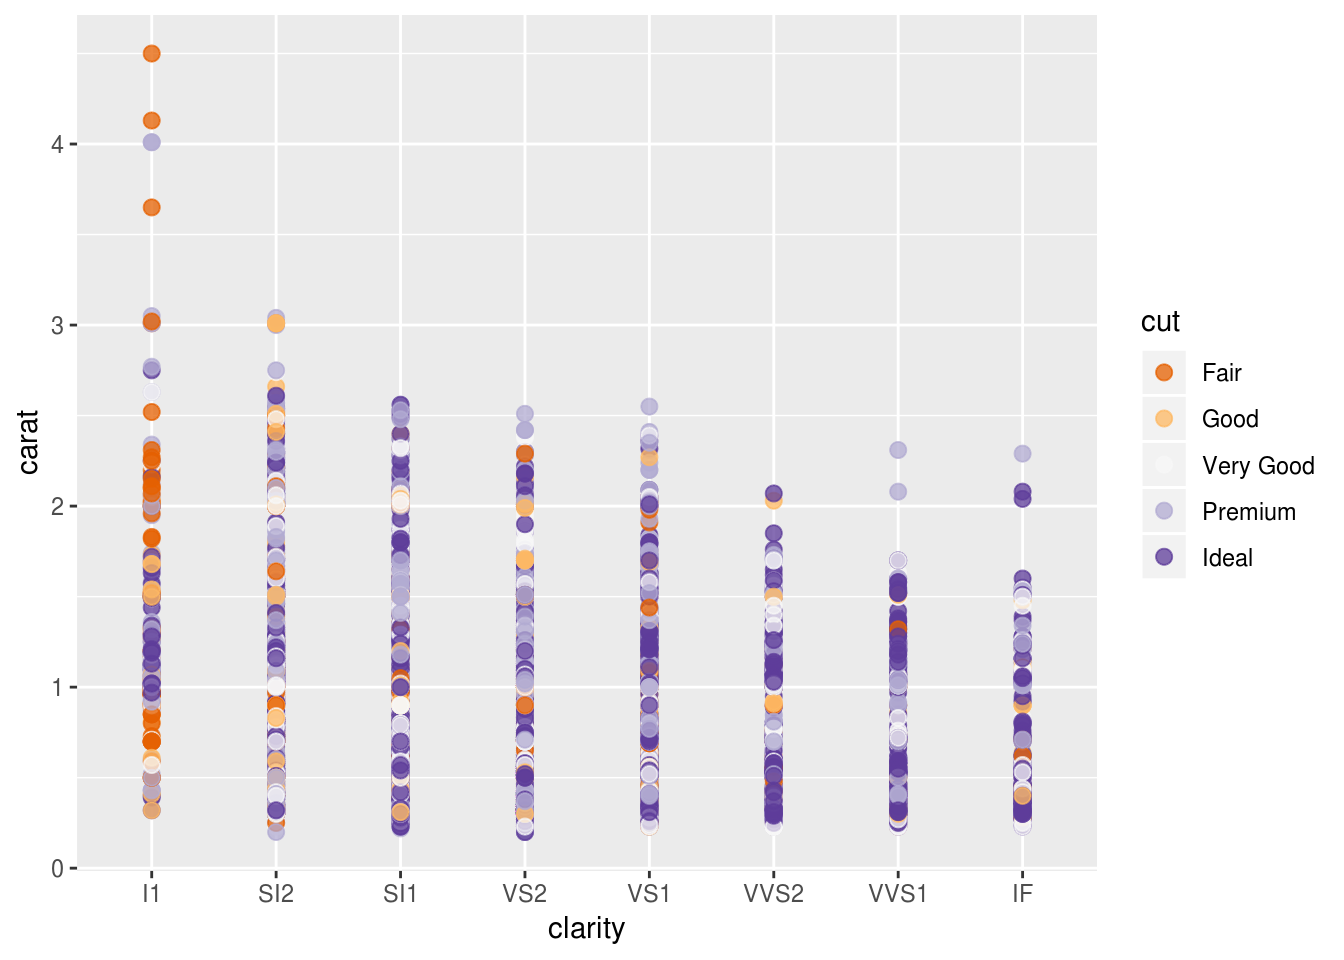 4
3
2
1
0
carat
I1 SI2 SI1 VS2 VS1 VVS2 VVS1 IF
clarity
cut
Fair
Good
Very Good
Premium
Ideal